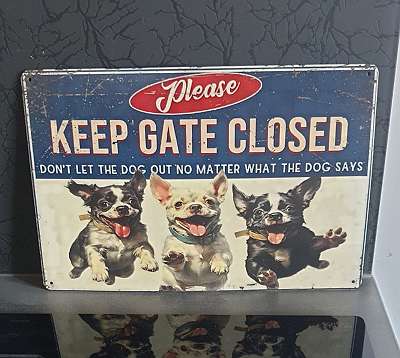 Please
KEEP GATE CLOSED
DON'T LET THE DOG OUT NO MATTER WHAT THE DOG SAYS